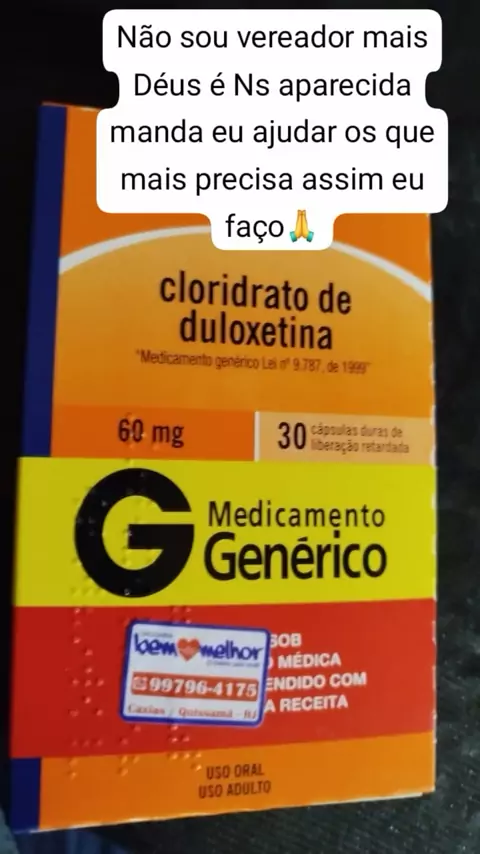 Não sou vereador mais
Déus é Ns aparecida
manda eu ajudar os que
mais precisa assim eu
faço🙏
cloridrato de
duloxetina
"Medicamento genérico Lei nº 9.787, de 1999"
60 mg
30 cápsulas duras de
liberação retardada
G Medicamento
Genérico
bem melhor
99796-4175
Caxias / Quissamã - RJ
SOB
MÉDICA
ENDIDO COM
A RECEITA
USO ORAL
USO ADULTO